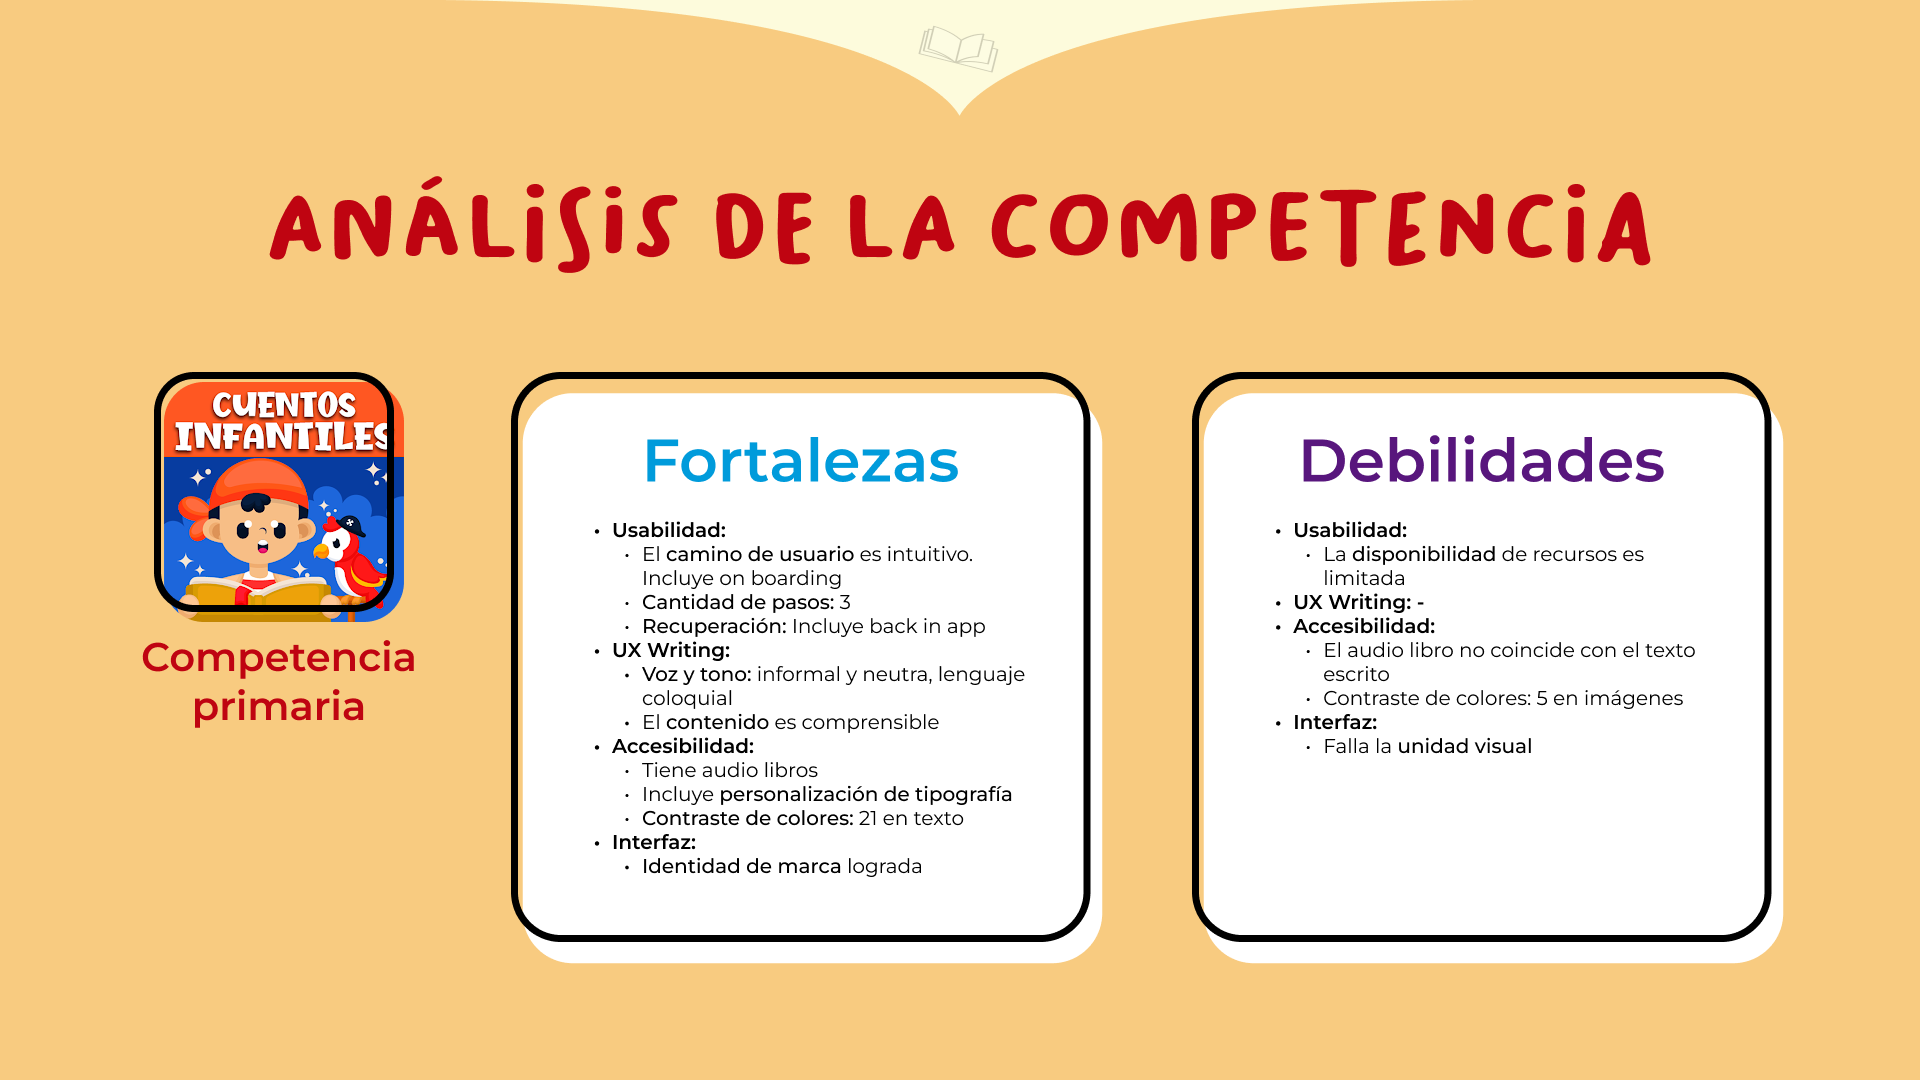 ANÁLISIS DE LA COMPETENCIA
CUENTOS
INFANTILES
Competencia
primaria
Fortalezas
• Usabilidad:
• El camino de usuario es intuitivo.
Incluye on boarding
• Cantidad de pasos: 3
• Recuperación: Incluye back in app
• UX Writing:
• Voz y tono: informal y neutra, lenguaje
coloquial
• El contenido es comprensible
• Accesibilidad:
• Tiene audio libros
• Incluye personalización de tipografía
• Contraste de colores: 21 en texto
• Interfaz:
• Identidad de marca lograda
Debilidades
• Usabilidad:
• La disponibilidad de recursos es
limitada
• UX Writing: -
• Accesibilidad:
• El audio libro no coincide con el texto
escrito
• Contraste de colores: 5 en imágenes
• Interfaz:
• Falla la unidad visual